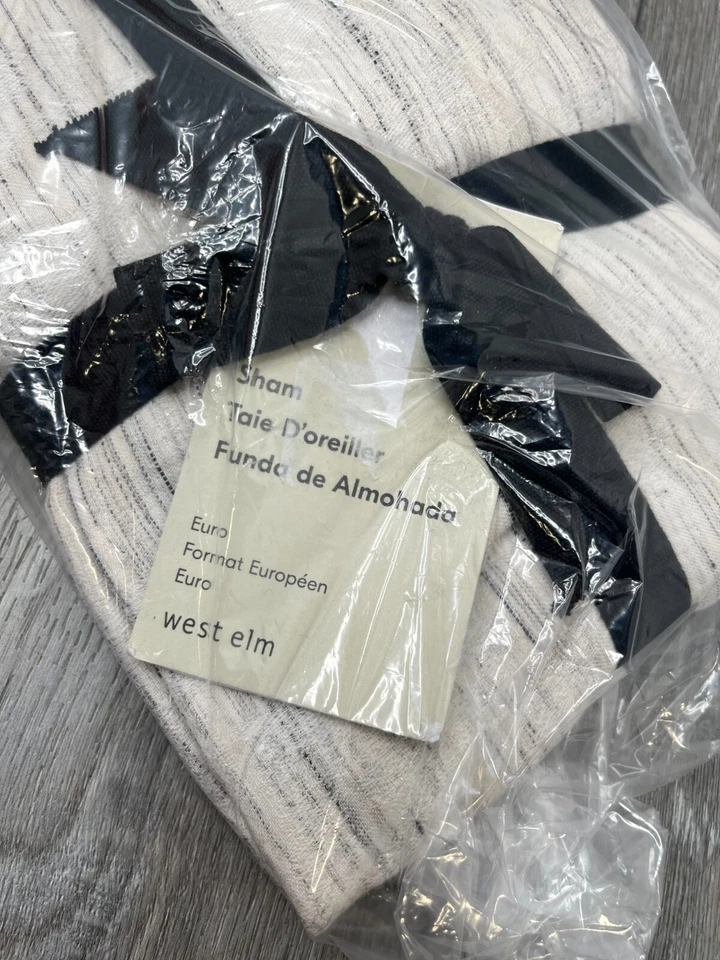 Sham
Taie D'oreiller
Funda de Almohada
Euro
Format Européen
Euro
west elm